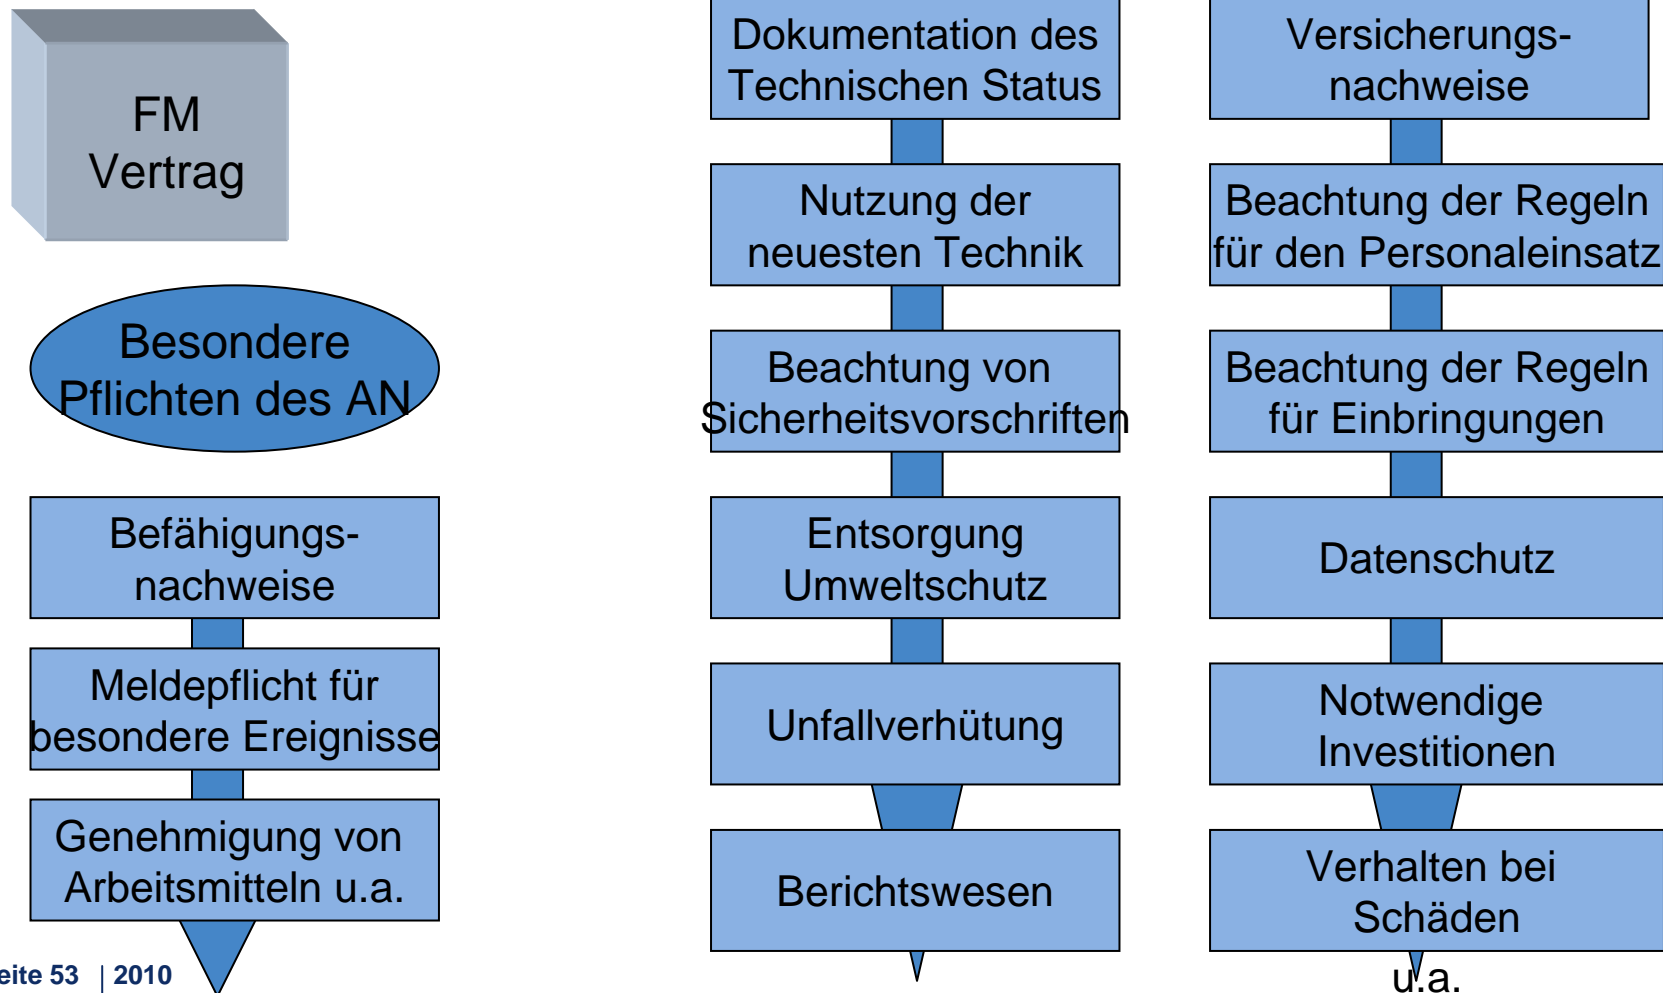 FM
Vertrag
Besondere
Pflichten des AN
Befähigungs-
nachweise
Meldepflicht für
besondere Ereignisse
Genehmigung von
Arbeitsmitteln u.a.
Dokumentation des
Technischen Status
Nutzung der
neuesten Technik
Beachtung von
Sicherheitsvorschriften
Entsorgung
Umweltschutz
Unfallverhütung
Berichtswesen
Versicherungs-
nachweise
Beachtung der Regeln
für den Personaleinsatz
Beachtung der Regeln
für Einbringungen
Datenschutz
Notwendige
Investitionen
Verhalten bei
Schäden
u.a.
eite 53 | 2010